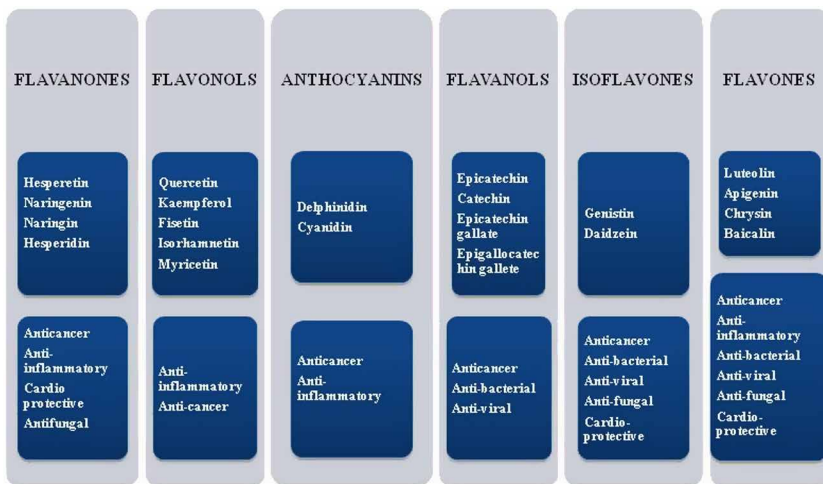 FLAVANONES
FLAVONOLS
ANTHOCYANINS
FLAVANOLS
ISOFLAVONES
FLAVONES
Hesperetin
Naringenin
Naringin
Hesperidin
Quercetin
Kaempferol
Fisetin
Isorhamnetin
Myricetin
Delphinidin
Cyanidin
Epicatechin
Catechin
Epicatechin
gallate
Epigallocatec
hin gallete
Genistin
Daidzein
Luteolin
Apigenin
Chrysin
Baicalin
Anticancer
Anti-
inflammatory
Cardio
protective
Antifungal
Anti-
inflammatory
Anti-cancer
Anticancer
Anti-
inflammatory
Anticancer
Anti-bacterial
Anti-viral
Anticancer
Anti-bacterial
Anti-viral
Anti-fungal
Cardio-
protective
Anticancer
Anti-
inflammatory
Anti-bacterial
Anti-viral
Anti-fungal
Cardio-
protective